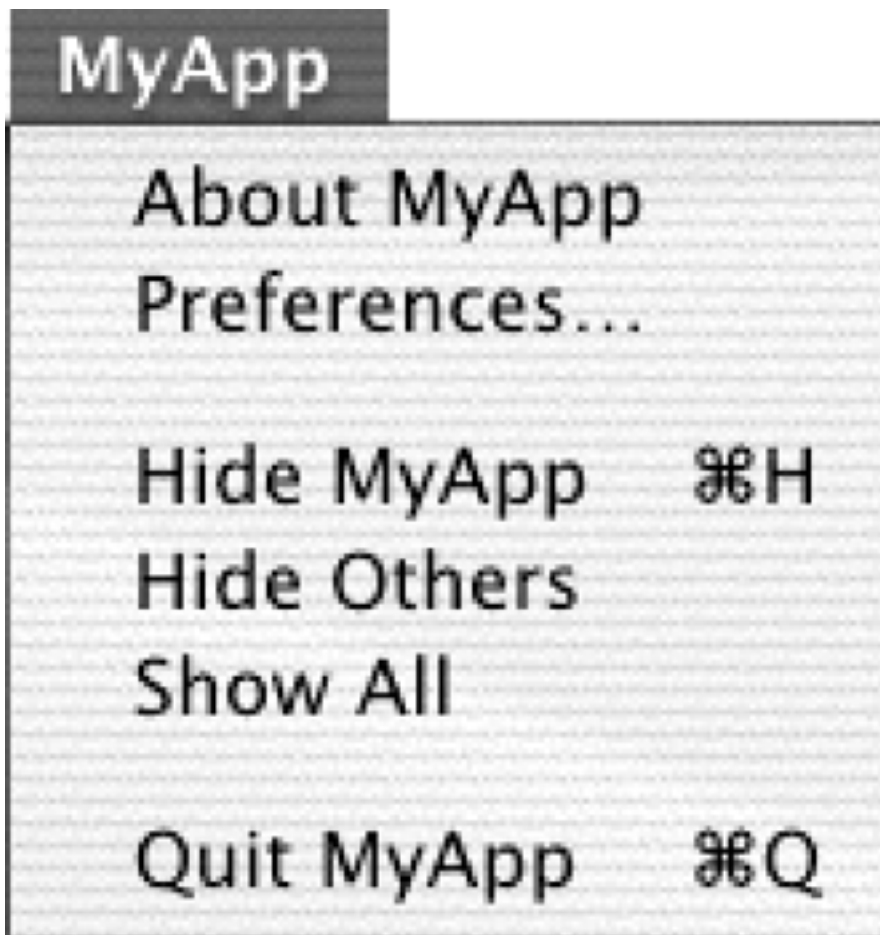 MyApp
About MyApp
Preferences...
Hide MyApp ⌘H
Hide Others
Show All
Quit MyApp ⌘Q